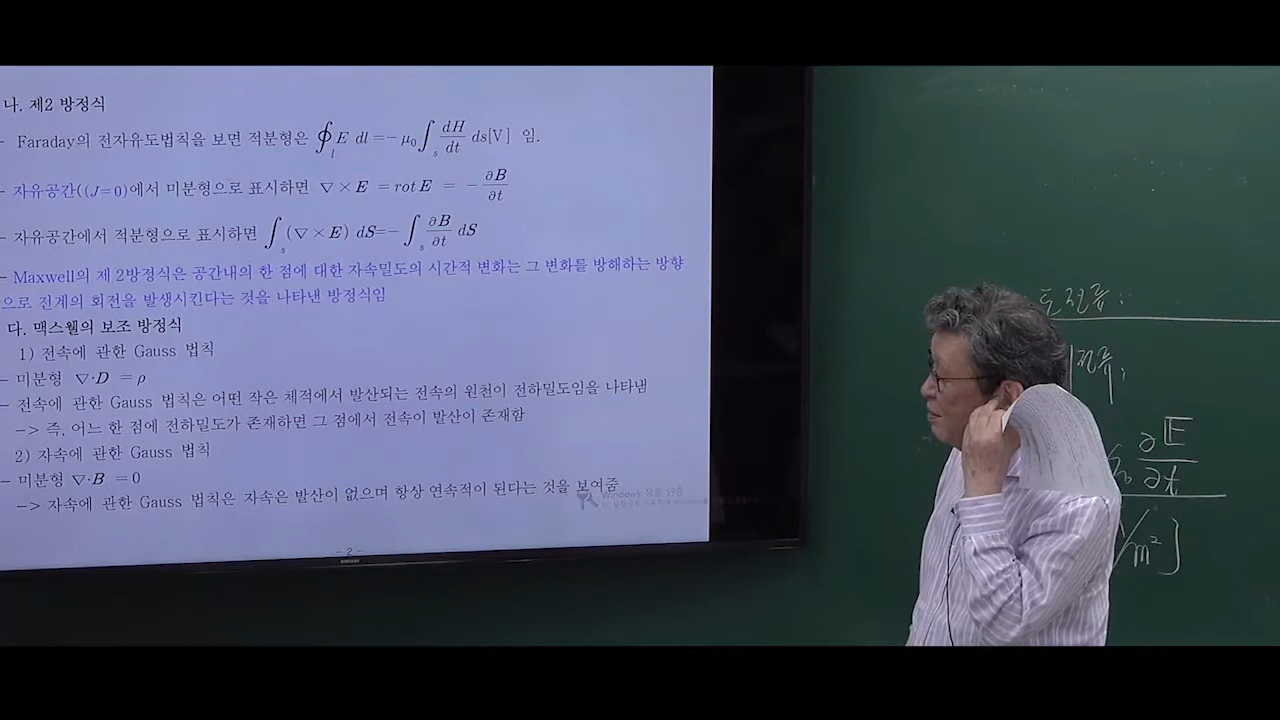 나. 제2 방정식
- Faraday의 전자유도법칙을 보면 적분형은 ∮_l E dl = -μ₀ ∫_s dH/dt ds[V] 임.
- 자유공간((J=0)에서 미분형으로 표시하면 ∇×E = rot E = - ∂B/∂t
- 자유공간에서 적분형으로 표시하면 ∫_s (∇×E) dS = - ∫_s ∂B/∂t dS
- Maxwell의 제 2방정식은 공간내의 한 점에 대한 자속밀도의 시간적 변화는 그 변화를 방해하는 방향
으로 전계의 회전을 발생시킨다는 것을 나타낸 방정식임
다. 맥스웰의 보조 방정식
1) 전속에 관한 Gauss 법칙
- 미분형 ∇·D = ρ
- 전속에 관한 Gauss 법칙은 어떤 작은 체적에서 발산되는 전속의 원천이 전하밀도임을 나타냄
-> 즉, 어느 한 점에 전하밀도가 존재하면 그 점에서 전속이 발산이 존재함
2) 자속에 관한 Gauss 법칙
- 미분형 ∇·B = 0
-> 자속에 관한 Gauss 법칙은 자속은 발산이 없으며 항상 연속적이 된다는 것을 보여줌
Windows 정품 인증
- 2 -
도전류:
전류:
∂E/∂t
/m²]